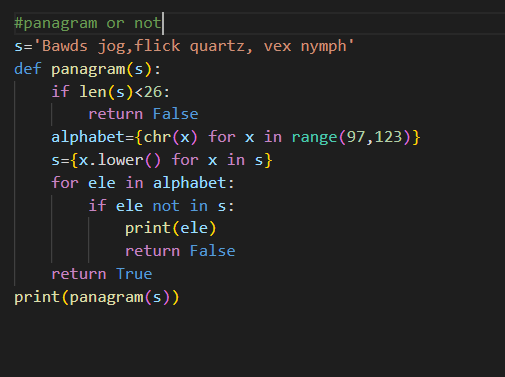 #panagram or not
s='Bawds jog,flick quartz, vex nymph'
def panagram(s):
    if len(s)<26:
        return False
    alphabet={chr(x) for x in range(97,123)}
    s={x.lower() for x in s}
    for ele in alphabet:
        if ele not in s:
            print(ele)
            return False
    return True
print(panagram(s))